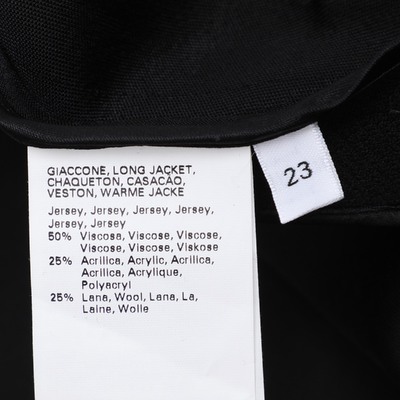 GIACCONE, LONG JACKET,
CHAQUETON, CASACÀO,
VESTON, WARME JACKE
Jersey, Jersey, Jersey, Jersey,
Jersey, Jersey
50% Viscosa, Viscose, Viscose,
Viscose, Viscose, Viskose
25% Acrilica, Acrylic, Acrilica,
Acrilica, Acrylique,
Polyacryl
25% Lana, Wool, Lana, La,
Laine, Wolle
23